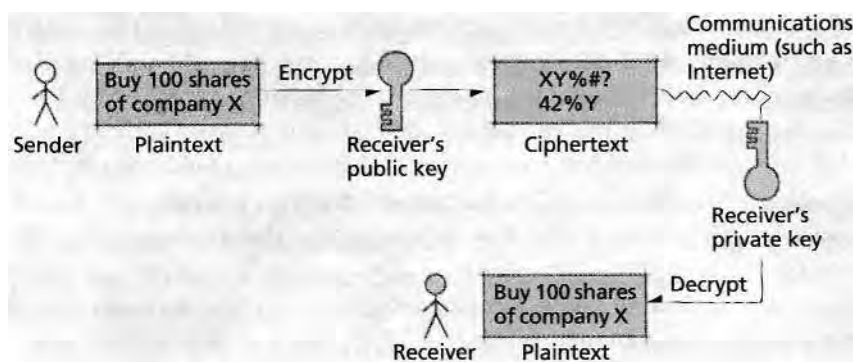 Communications
medium (such as
Internet)
Buy 100 shares
of company X
Encrypt
XY%#?
42%Y
Sender
Plaintext
Receiver's
public key
Ciphertext
Receiver's
private key
Decrypt
Buy 100 shares
of company X
Receiver
Plaintext